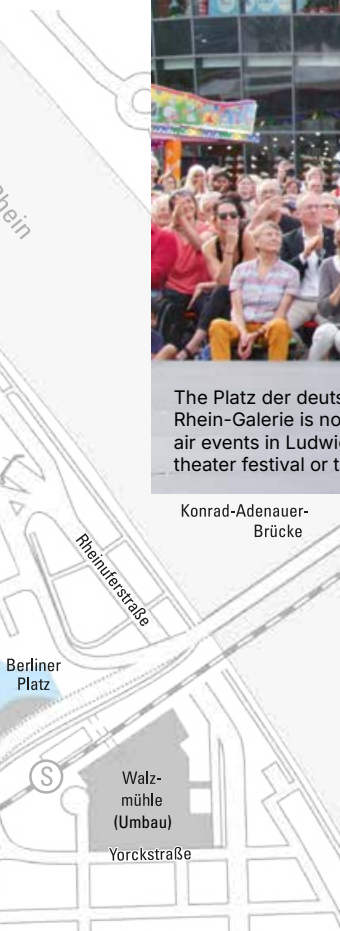 The Platz der deuts
Rhein-Galerie is no
air events in Ludwi
theater festival or t
Konrad-Adenauer-
Brücke
Rhein
Rheinuferstraße
Berliner
Platz
S
Walz-
mühle
(Umbau)
Yorckstraße